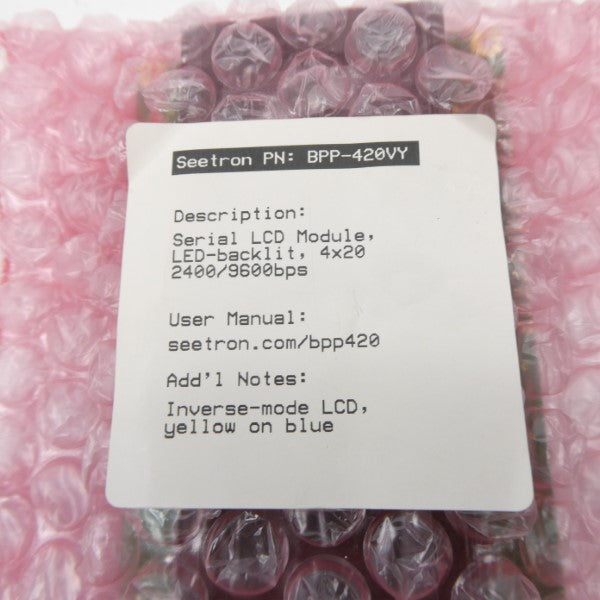 Seetron PN: BPP-420VY
Description:
Serial LCD Module,
LED-backlit, 4x20
2400/9600bps
User Manual:
seetron.com/bpp420
Add'l Notes:
Inverse-mode LCD,
yellow on blue